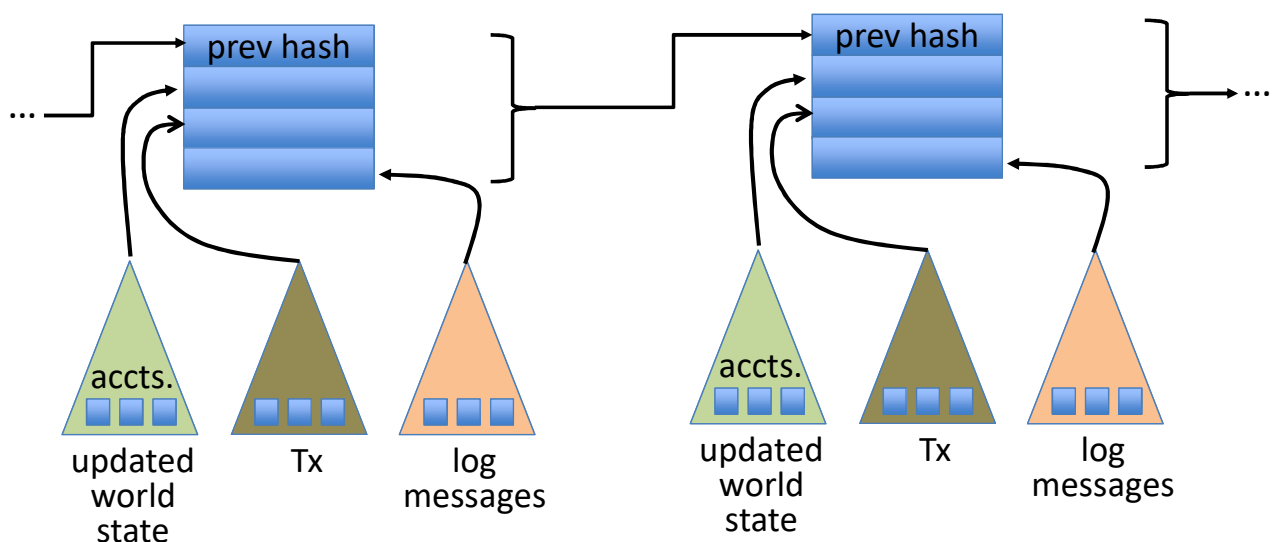 prev hash
prev hash
...
...
accts.
accts.
updated
world
state
Tx
log
messages
updated
world
state
Tx
log
messages